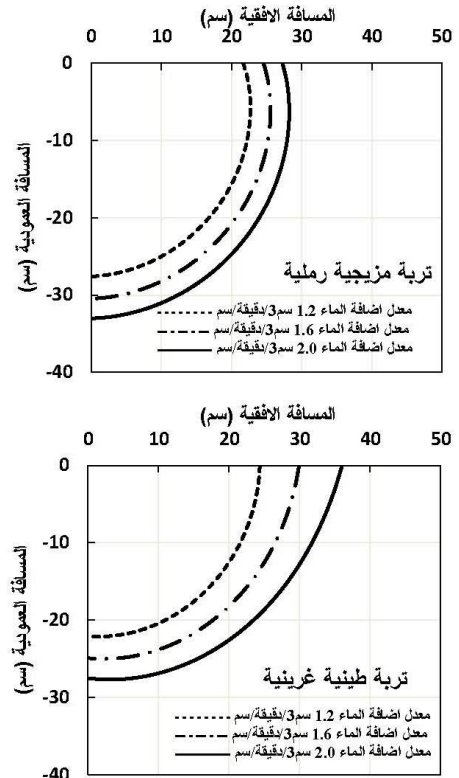 المسافة الافقية (سم)
0 10 20 30 40 50
0
-10
-20
-30
-40
المسافة العمودية (سم)
تربة مزيجية رملية
معدل اضافة الماء 1.2 سم3/دقيقة/سم
معدل اضافة الماء 1.6 سم3/دقيقة/سم
معدل اضافة الماء 2.0 سم3/دقيقة/سم
المسافة الافقية (سم)
0 10 20 30 40 50
0
-10
-20
-30
-40
المسافة العمودية (سم)
تربة طينية غرينية
معدل اضافة الماء 1.2 سم3/دقيقة/سم
معدل اضافة الماء 1.6 سم3/دقيقة/سم
معدل اضافة الماء 2.0 سم3/دقيقة/سم